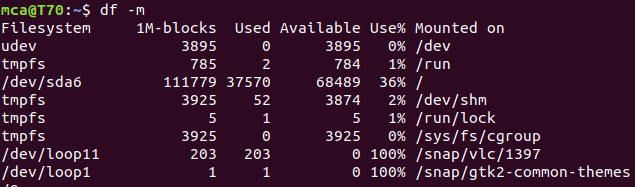 mca@T70:~$ df -m
Filesystem     1M-blocks  Used Available Use% Mounted on
udev                3895     0      3895   0% /dev
tmpfs                785     2       784   1% /run
/dev/sda6         111779 37570     68489  36% /
tmpfs               3925    52      3874   2% /dev/shm
tmpfs                  5     1         5   1% /run/lock
tmpfs               3925     0      3925   0% /sys/fs/cgroup
/dev/loop11          203   203         0 100% /snap/vlc/1397
/dev/loop1             1     1         0 100% /snap/gtk2-common-themes